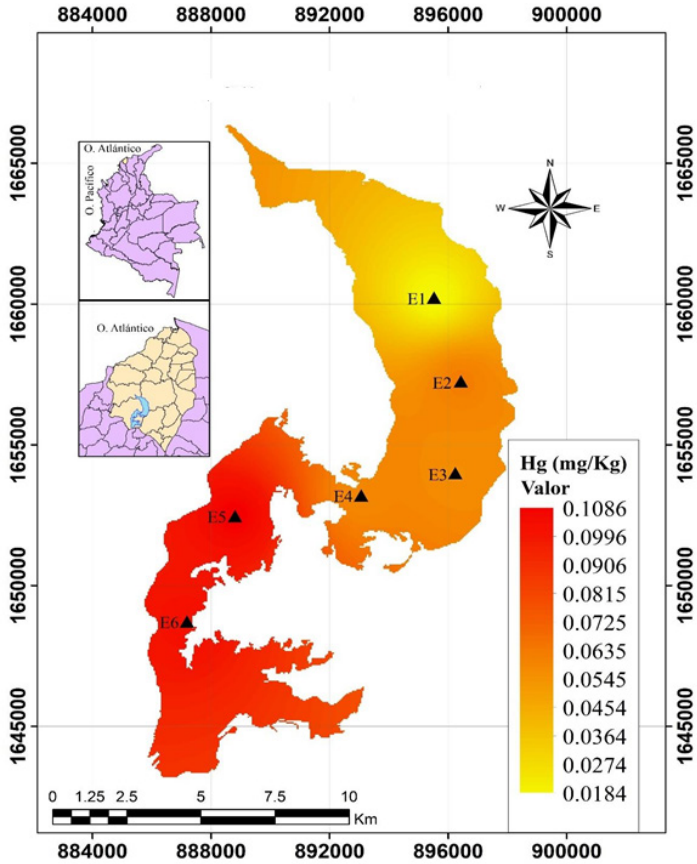 884000 888000 892000 896000 900000
1665000
1660000
1655000
1650000
1645000
O. Atlántico
O. Pacífico
O. Atlántico
N
W E
S
E1
E2
E3
E4
E5
E6
Hg (mg/Kg)
Valor
0.1086
0.0996
0.0906
0.0815
0.0725
0.0635
0.0545
0.0454
0.0364
0.0274
0.0184
1665000
1660000
1655000
1650000
1645000
0 1.25 2.5 5 7.5 10
Km
884000 888000 892000 896000 900000